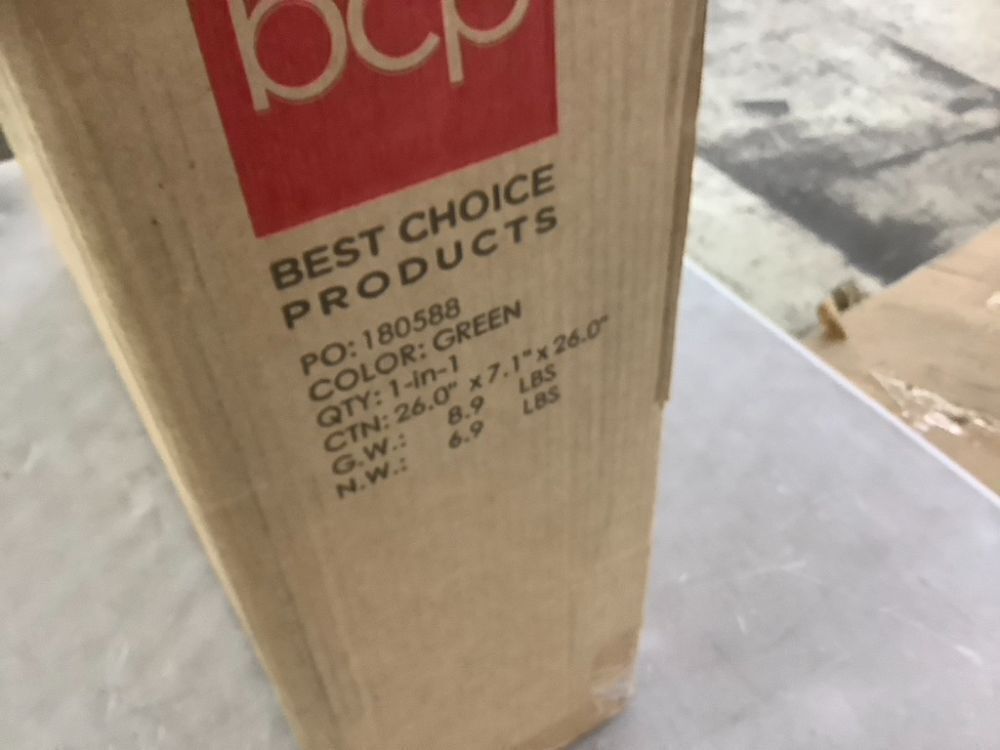 bcp
BEST CHOICE
PRODUCTS
PO: 180588
COLOR: GREEN
QTY: 1-in-1
CTN: 26.0" x 7.1" x 26.0"
G.W.: 8.9 LBS
N.W.: 6.9 LBS